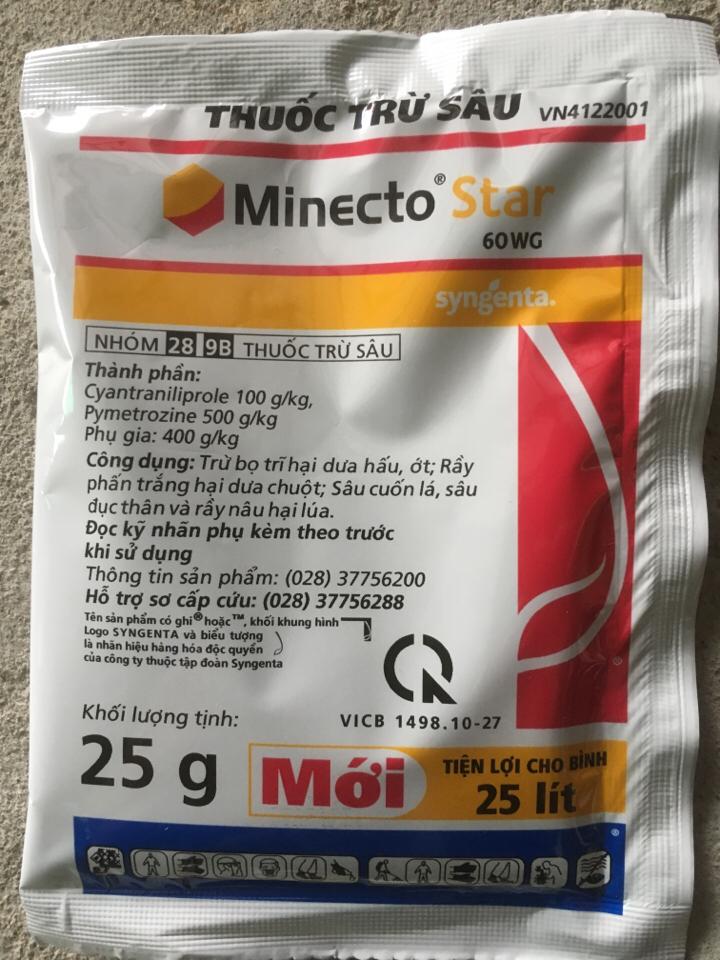 THUỐC TRỪ SÂU VN4122001
Minecto® Star
60WG
syngenta.
NHÓM 28 9B THUỐC TRỪ SÂU
Thành phần:
Cyantraniliprole 100 g/kg,
Pymetrozine 500 g/kg
Phụ gia: 400 g/kg
Công dụng: Trừ bọ trĩ hại dưa hấu, ớt; Rầy
phấn trắng hại dưa chuột; Sâu cuốn lá, sâu
đục thân và rầy nâu hại lúa.
Đọc kỹ nhãn phụ kèm theo trước
khi sử dụng
Thông tin sản phẩm: (028) 37756200
Hỗ trợ sơ cấp cứu: (028) 37756288
Tên sản phẩm có ghi ® hoặc ™, khối khung hình
Logo SYNGENTA và biểu tượng
là nhãn hiệu hàng hóa độc quyền
của công ty thuộc tập đoàn Syngenta
VICB 1498.10-27
Khối lượng tịnh:
25 g
Mới
TIỆN LỢI CHO BÌNH
25 lít